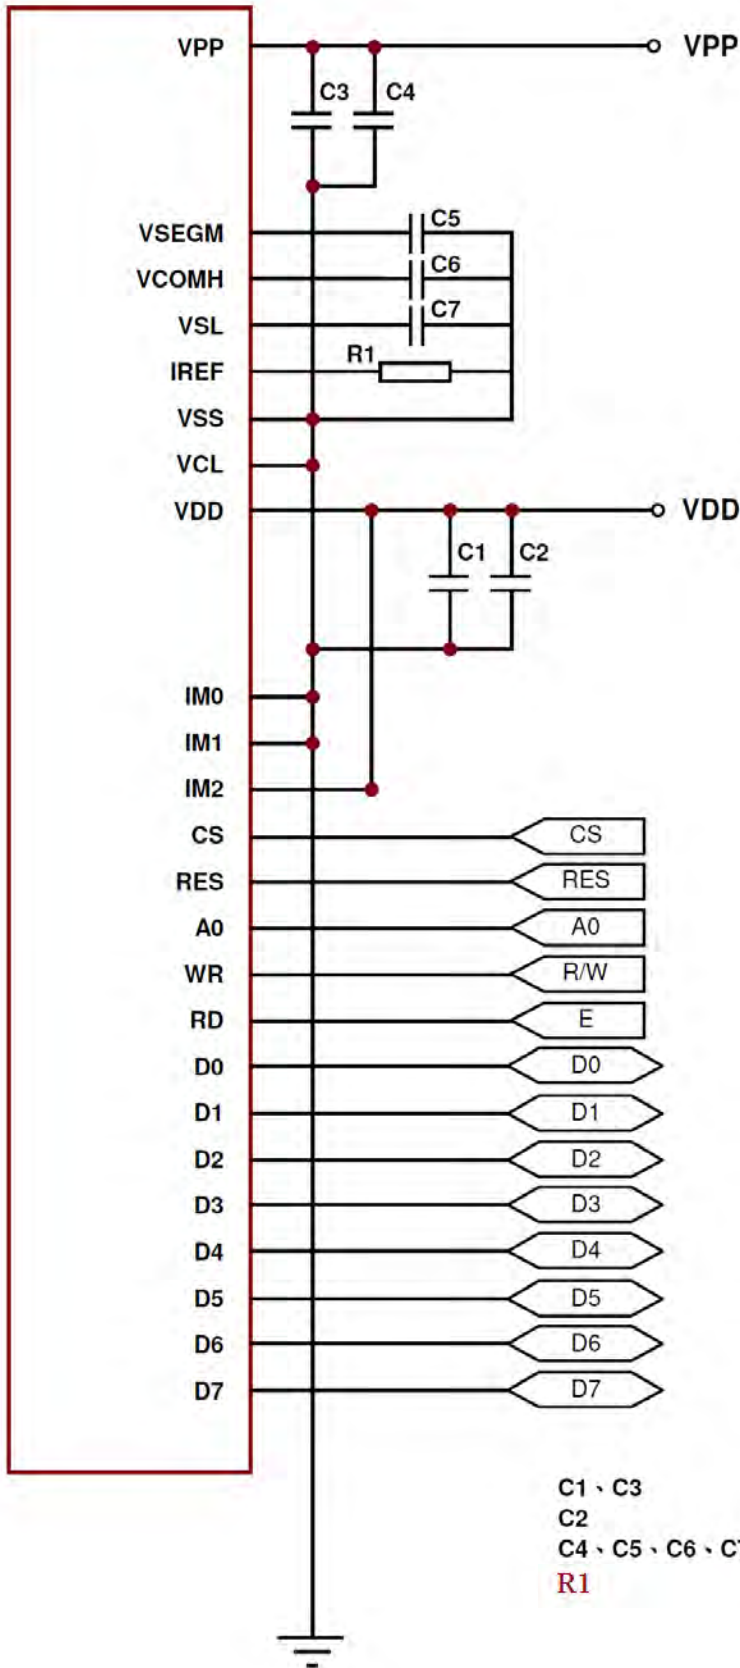 VPP VPP
C3 C4
VSEGM C5
VCOMH C6
VSL C7
IREF R1
VSS
VCL
VDD VDD
C1 C2
IM0
IM1
IM2
CS CS
RES RES
A0 A0
WR R/W
RD E
D0 D0
D1 D1
D2 D2
D3 D3
D4 D4
D5 D5
D6 D6
D7 D7
C1、C3
C2
C4、C5、C6、C7
R1